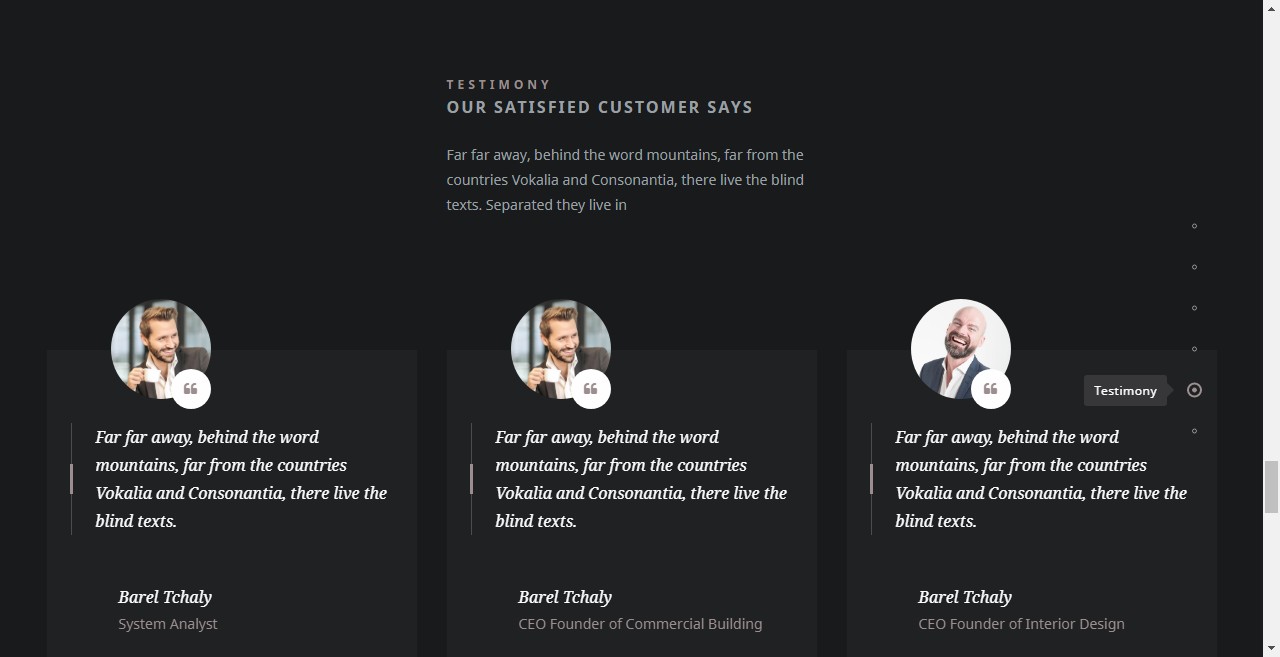 TESTIMONY
OUR SATISFIED CUSTOMER SAYS
Far far away, behind the word mountains, far from the
countries Vokalia and Consonantia, there live the blind
texts. Separated they live in
Far far away, behind the word
mountains, far from the countries
Vokalia and Consonantia, there live the
blind texts.
Barel Tchaly
System Analyst
Far far away, behind the word
mountains, far from the countries
Vokalia and Consonantia, there live the
blind texts.
Barel Tchaly
CEO Founder of Commercial Building
Far far away, behind the word
mountains, far from the countries
Vokalia and Consonantia, there live the
blind texts.
Barel Tchaly
CEO Founder of Interior Design
Testimony